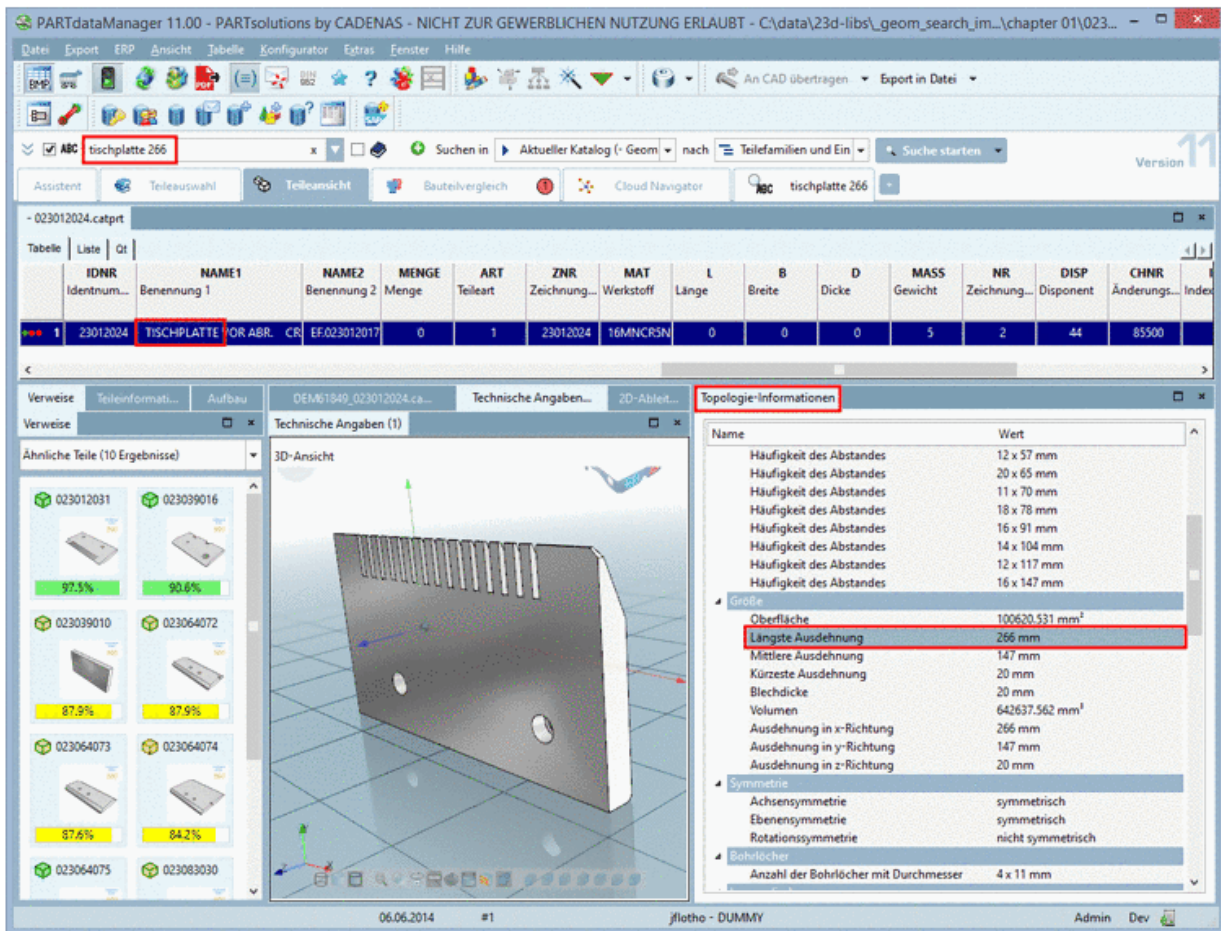 PARTdataManager 11.00 - PARTsolutions by CADENAS - NICHT ZUR GEWERBLICHEN NUTZUNG ERLAUBT - C:\data\23d-libs\_geom_search_im...\chapter 01\023...
Datei Export ERP Ansicht Tabelle Konfigurator Extras Fenster Hilfe
An CAD übertragen Export in Datei
ABC tischplatte 266 x Suchen in Aktueller Katalog (- Geom nach Teilefamilien und Ein Suche starten
Version 11
Assistent Teileauswahl Teileansicht Bauteilvergleich Cloud Navigator ABC tischplatte 266
- 023012024.catprt
Tabelle Liste Qt
IDNR NAME1 NAME2 MENGE ART ZNR MAT L B D MASS NR DISP CHNR I
Identnum... Benennung 1 Benennung 2 Menge Teileart Zeichnung... Werkstoff Länge Breite Dicke Gewicht Zeichnung... Disponent Änderungs... Index
1 23012024 TISCHPLATTE VOR ABR. CR EF.023012017 0 1 23012024 16MNCR5N 0 0 0 5 2 44 85500
Verweise Teileinformati... Aufbau
Verweise
Ähnliche Teile (10 Ergebnisse)
023012031 023039016
97.5% 90.6%
023039010 023064072
87.9% 87.9%
023064073 023064074
87.6% 84.2%
023064075 023083030
DEM61849_023012024.ca... Technische Angaben... 2D-Ableit...
Technische Angaben (1)
3D-Ansicht
Topologie-Informationen
Name Wert
Häufigkeit des Abstandes 12 x 57 mm
Häufigkeit des Abstandes 20 x 65 mm
Häufigkeit des Abstandes 11 x 70 mm
Häufigkeit des Abstandes 18 x 78 mm
Häufigkeit des Abstandes 16 x 91 mm
Häufigkeit des Abstandes 14 x 104 mm
Häufigkeit des Abstandes 12 x 117 mm
Häufigkeit des Abstandes 16 x 147 mm
Größe
Oberfläche 100620.531 mm²
Längste Ausdehnung 266 mm
Mittlere Ausdehnung 147 mm
Kürzeste Ausdehnung 20 mm
Blechdicke 20 mm
Volumen 642637.562 mm³
Ausdehnung in x-Richtung 266 mm
Ausdehnung in y-Richtung 147 mm
Ausdehnung in z-Richtung 20 mm
Symmetrie
Achsensymmetrie symmetrisch
Ebenensymmetrie symmetrisch
Rotationssymmetrie nicht symmetrisch
Bohrlöcher
Anzahl der Bohrlöcher mit Durchmesser 4 x 11 mm
06.06.2014 #1 jflotho - DUMMY Admin Dev